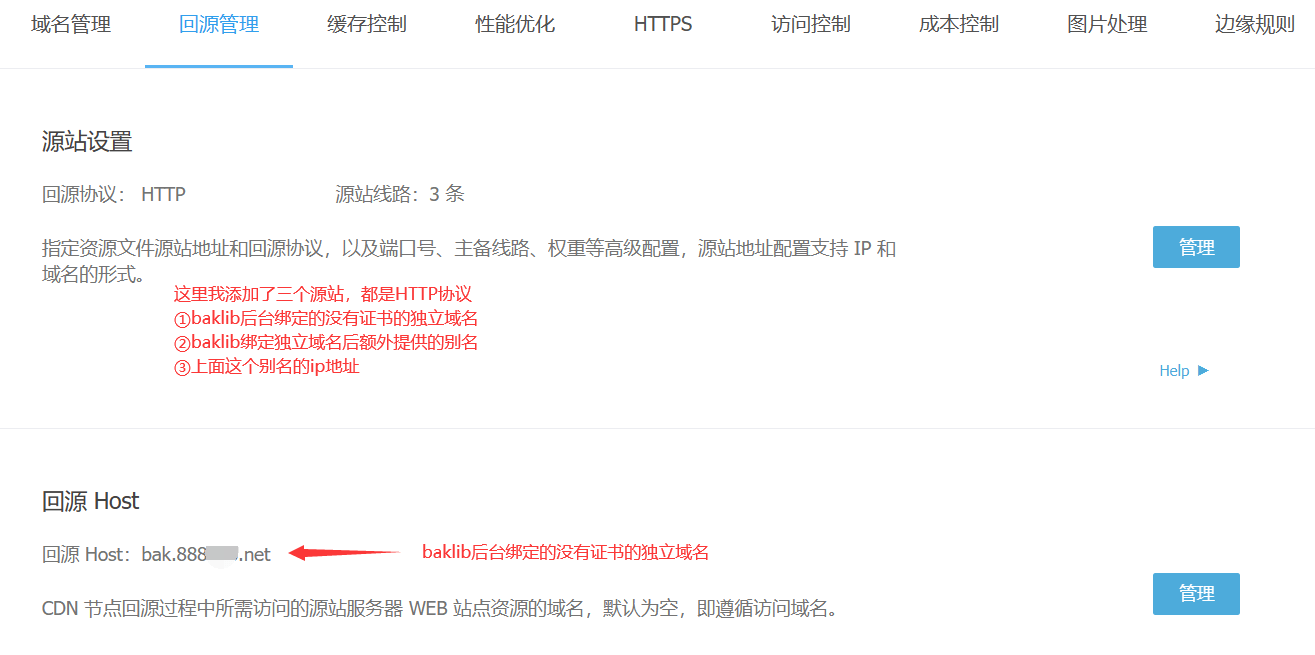 域名管理 回源管理 缓存控制 性能优化 HTTPS 访问控制 成本控制 图片处理 边缘规则
源站设置
回源协议： HTTP 源站线路：3 条
指定资源文件源站地址和回源协议，以及端口号、主备线路、权重等高级配置，源站地址配置支持 IP 和
域名的形式。
管理
这里我添加了三个源站，都是HTTP协议
①baklib后台绑定的没有证书的独立域名
②baklib绑定独立域名后额外提供的别名
③上面这个别名的ip地址
Help ▶
回源 Host
回源 Host：bak.888 .net
baklib后台绑定的没有证书的独立域名
CDN 节点回源过程中所需访问的源站服务器 WEB 站点资源的域名，默认为空，即遵循访问域名。
管理